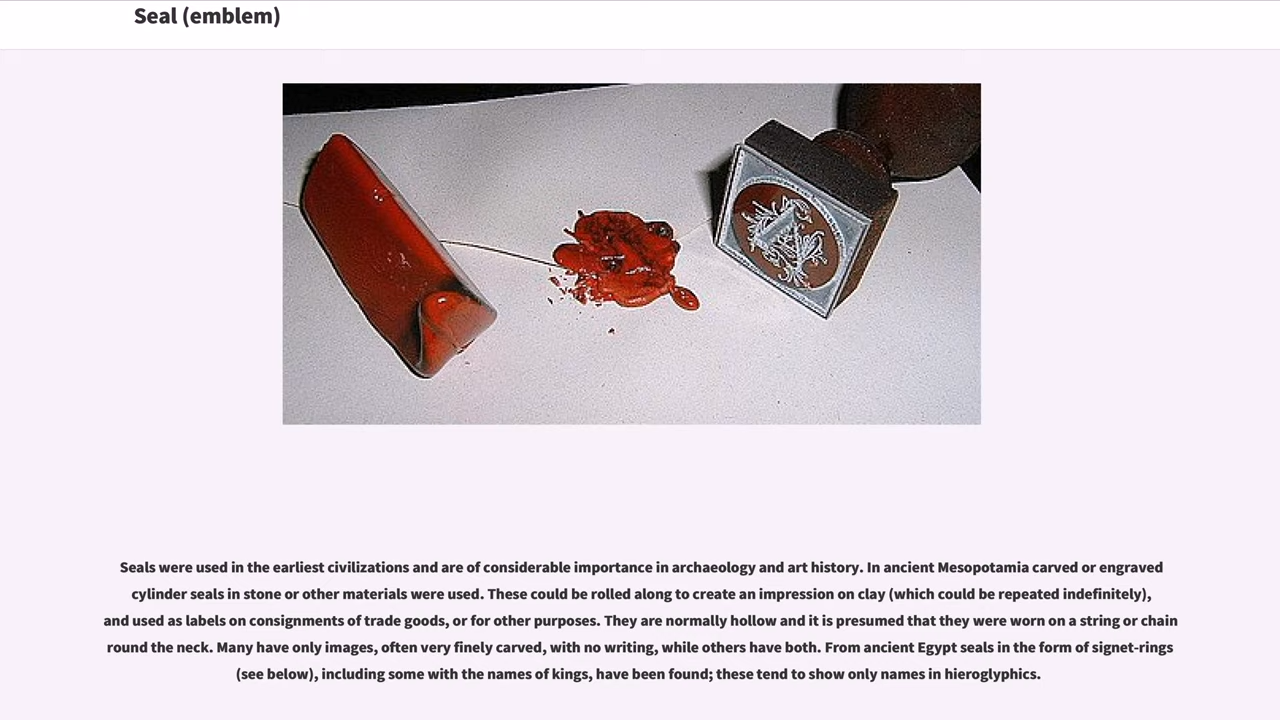 Seal (emblem)
Seals were used in the earliest civilizations and are of considerable importance in archaeology and art history. In ancient Mesopotamia carved or engraved
cylinder seals in stone or other materials were used. These could be rolled along to create an impression on clay (which could be repeated indefinitely),
and used as labels on consignments of trade goods, or for other purposes. They are normally hollow and it is presumed that they were worn on a string or chain
round the neck. Many have only images, often very finely carved, with no writing, while others have both. From ancient Egypt seals in the form of signet-rings
(see below), including some with the names of kings, have been found; these tend to show only names in hieroglyphics.